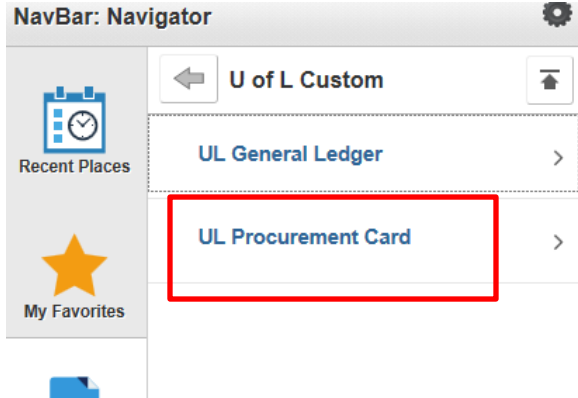 NavBar: Navigator
U of L Custom
Recent Places
UL General Ledger
UL Procurement Card
My Favorites